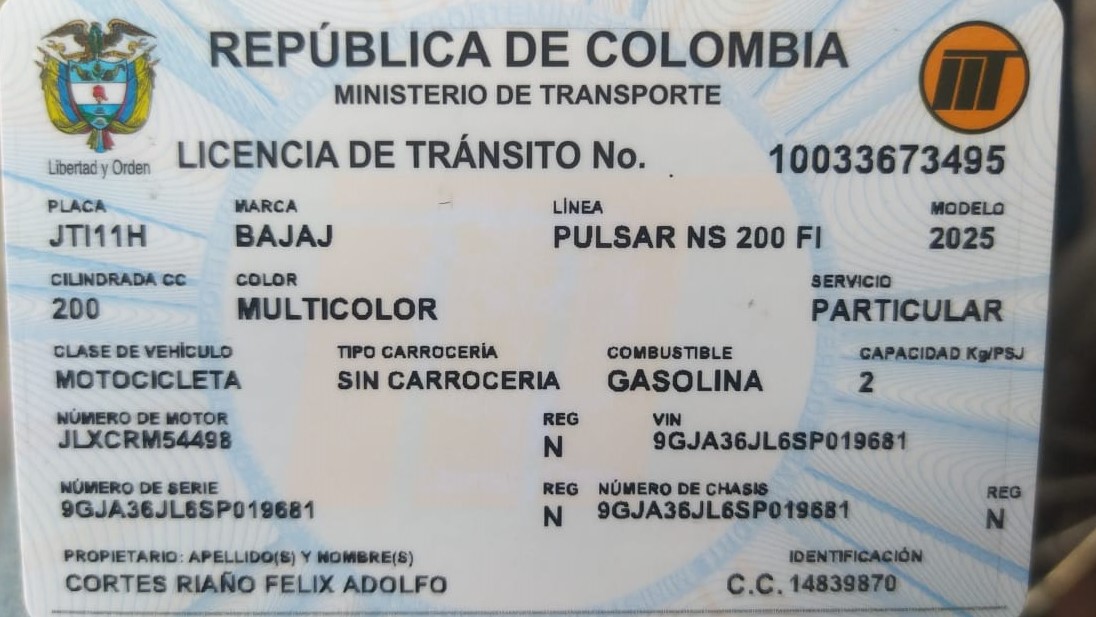 REPÚBLICA DE COLOMBIA
MINISTERIO DE TRANSPORTE
Libertad y Orden
LICENCIA DE TRÁNSITO No. 10033673495
PLACA MARCA LÍNEA MODELO
JTI11H BAJAJ PULSAR NS 200 FI 2025
CILINDRADA CC COLOR SERVICIO
200 MULTICOLOR PARTICULAR
CLASE DE VEHÍCULO TIPO CARROCERÍA COMBUSTIBLE CAPACIDAD Kg/PSJ
MOTOCICLETA SIN CARROCERIA GASOLINA 2
NÚMERO DE MOTOR REG VIN
JLXCRM54498 N 9GJA36JL6SP019681
NÚMERO DE SERIE REG NÚMERO DE CHASIS REG
9GJA36JL6SP019681 N 9GJA36JL6SP019681 N
PROPIETARIO: APELLIDO(S) Y NOMBRE(S) IDENTIFICACIÓN
CORTES RIAÑO FELIX ADOLFO C.C. 14839870